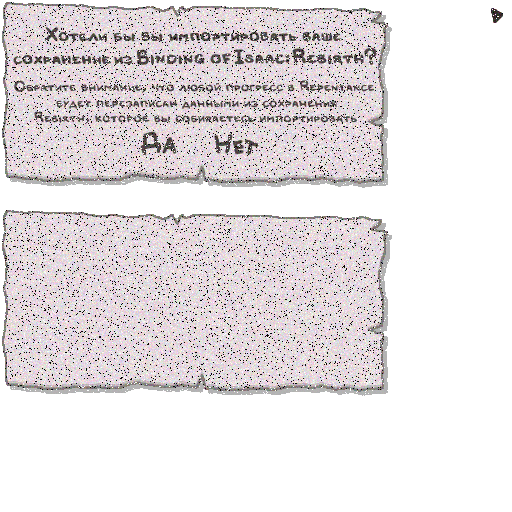 Хотели бы вы импортировать ваше
сохранение из Binding of Isaac: Rebirth?
Обратите внимание, что любой прогресс в Repentance
будет перезаписан данными из сохранения
Rebirth, которое вы собираетесь импортировать
Да Нет